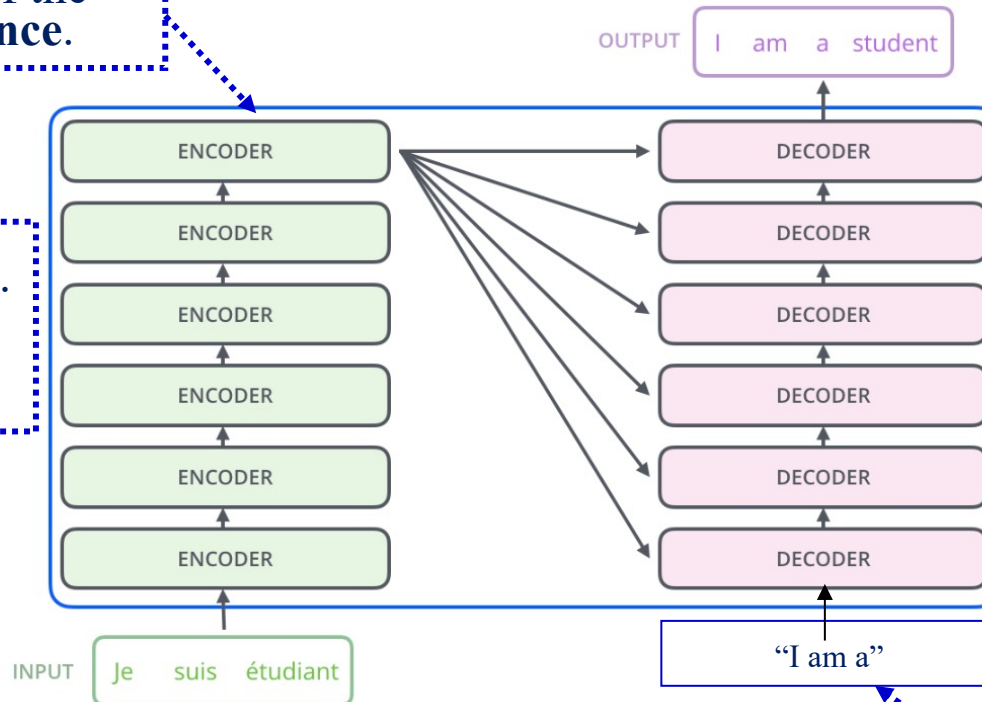 nce.
OUTPUT I am a student
ENCODER
ENCODER
ENCODER
ENCODER
ENCODER
ENCODER
DECODER
DECODER
DECODER
DECODER
DECODER
DECODER
INPUT Je suis étudiant
“I am a”